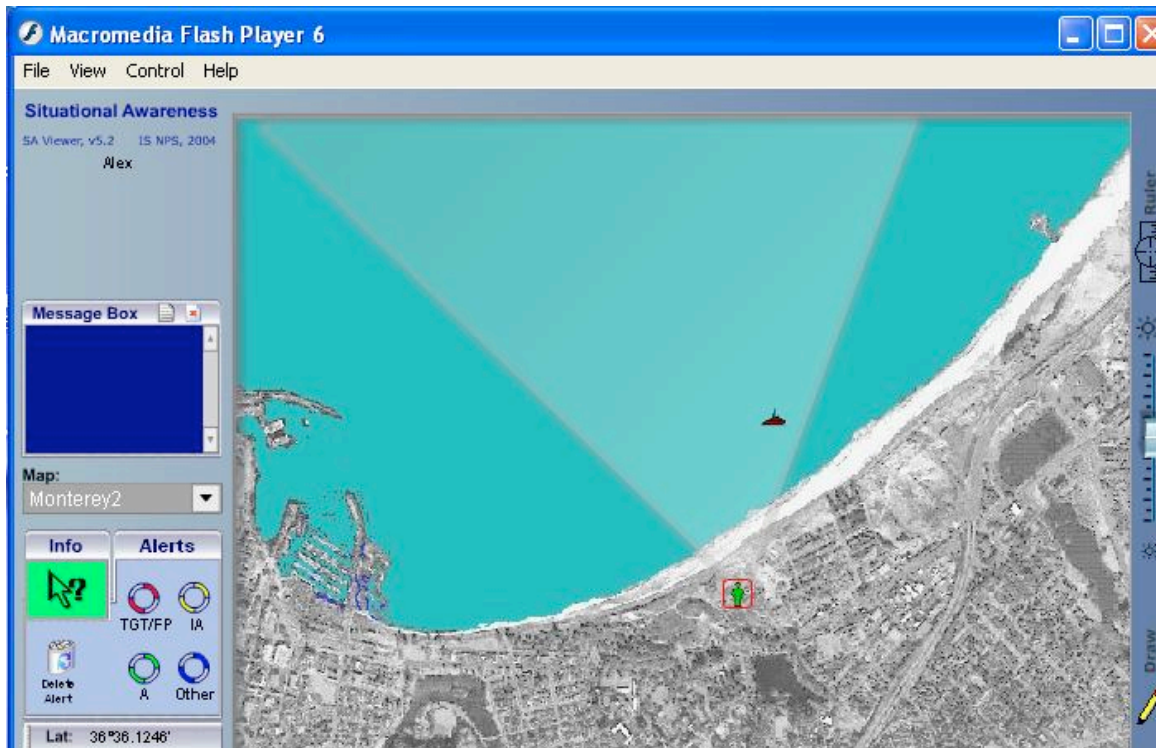 Macromedia Flash Player 6
File View Control Help
Situational Awareness
SA Viewer, v5.2 IS NPS, 2004
Alex
Ruler
Message Box
Map:
Monterey2
Info Alerts
?
TGT/FP IA
Delete
Alert
A Other
Draw
Lat: 36°36.1246'